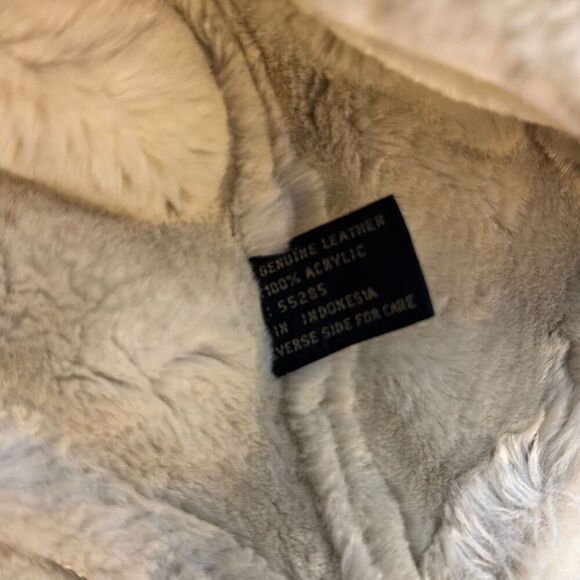 GENUINE LEATHER
100% ACRYLIC
: 55285
IN INDONESIA
VERSE SIDE FOR CARE